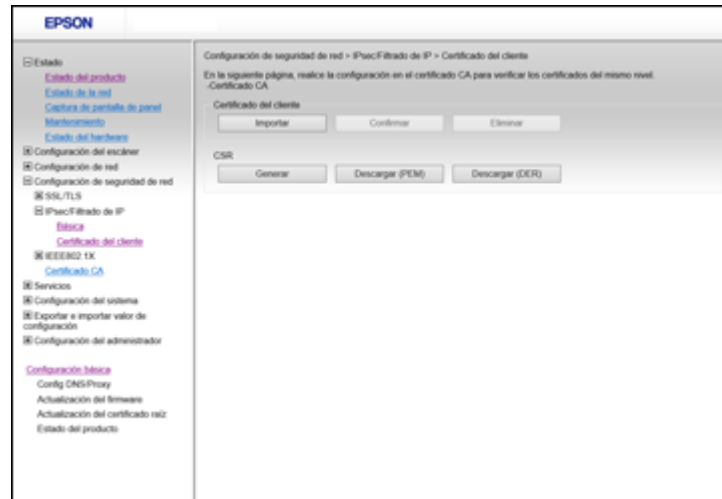 EPSON
Estado
Estado del producto
Estado de la red
Captura de pantalla de panel
Mantenimiento
Estado del hardware
Configuración del escáner
Configuración de red
Configuración de seguridad de red
SSL/TLS
IPsec/Filtrado de IP
Básica
Certificado del cliente
IEEE802.1X
Certificado CA
Servicios
Configuración del sistema
Exportar e importar valor de
configuración
Configuración del administrador
Configuración básica
Config DNS/Proxy
Actualización del firmware
Actualización del certificado raíz
Estado del producto
Configuración de seguridad de red > IPsec/Filtrado de IP > Certificado del cliente
En la siguiente página, realice la configuración en el certificado CA para verificar los certificados del mismo nivel.
-Certificado CA
Certificado del cliente
Importar
Confirmar
Eliminar
CSR
Generar
Descargar (PEM)
Descargar (DER)